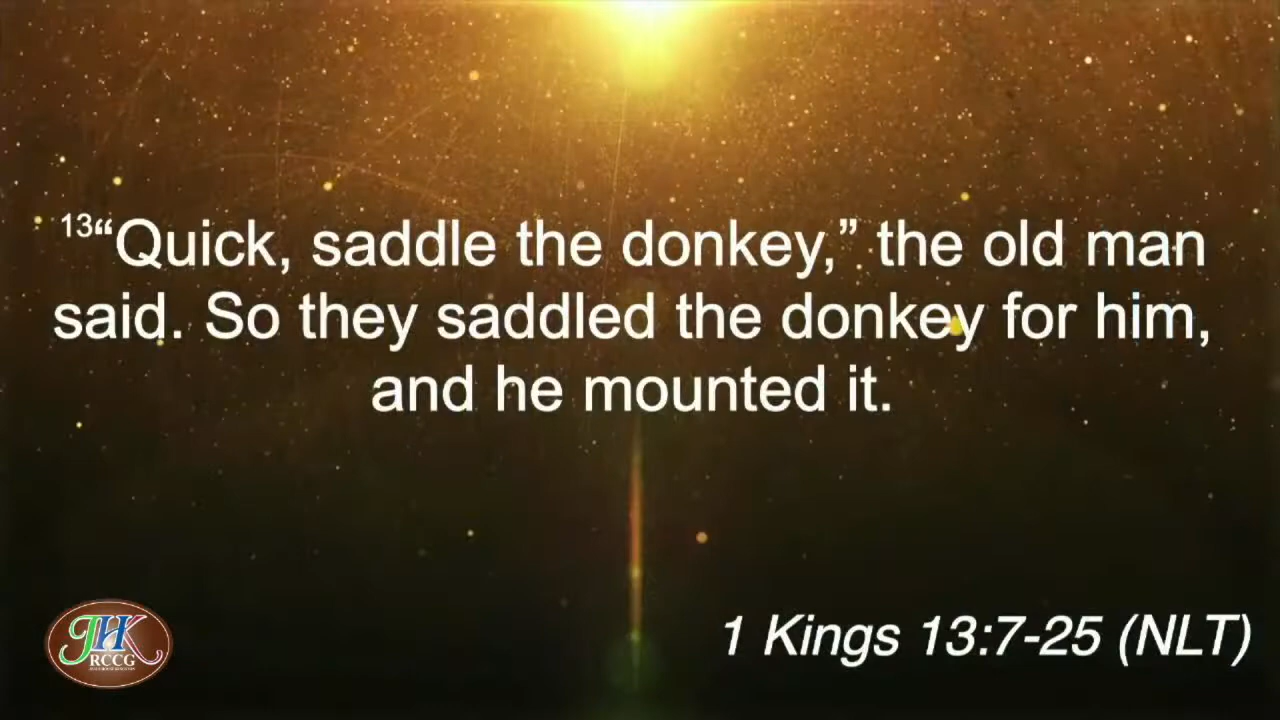 13“Quick, saddle the donkey,” the old man
said. So they saddled the donkey for him,
and he mounted it.
1 Kings 13:7-25 (NLT)
JHK
RCCG